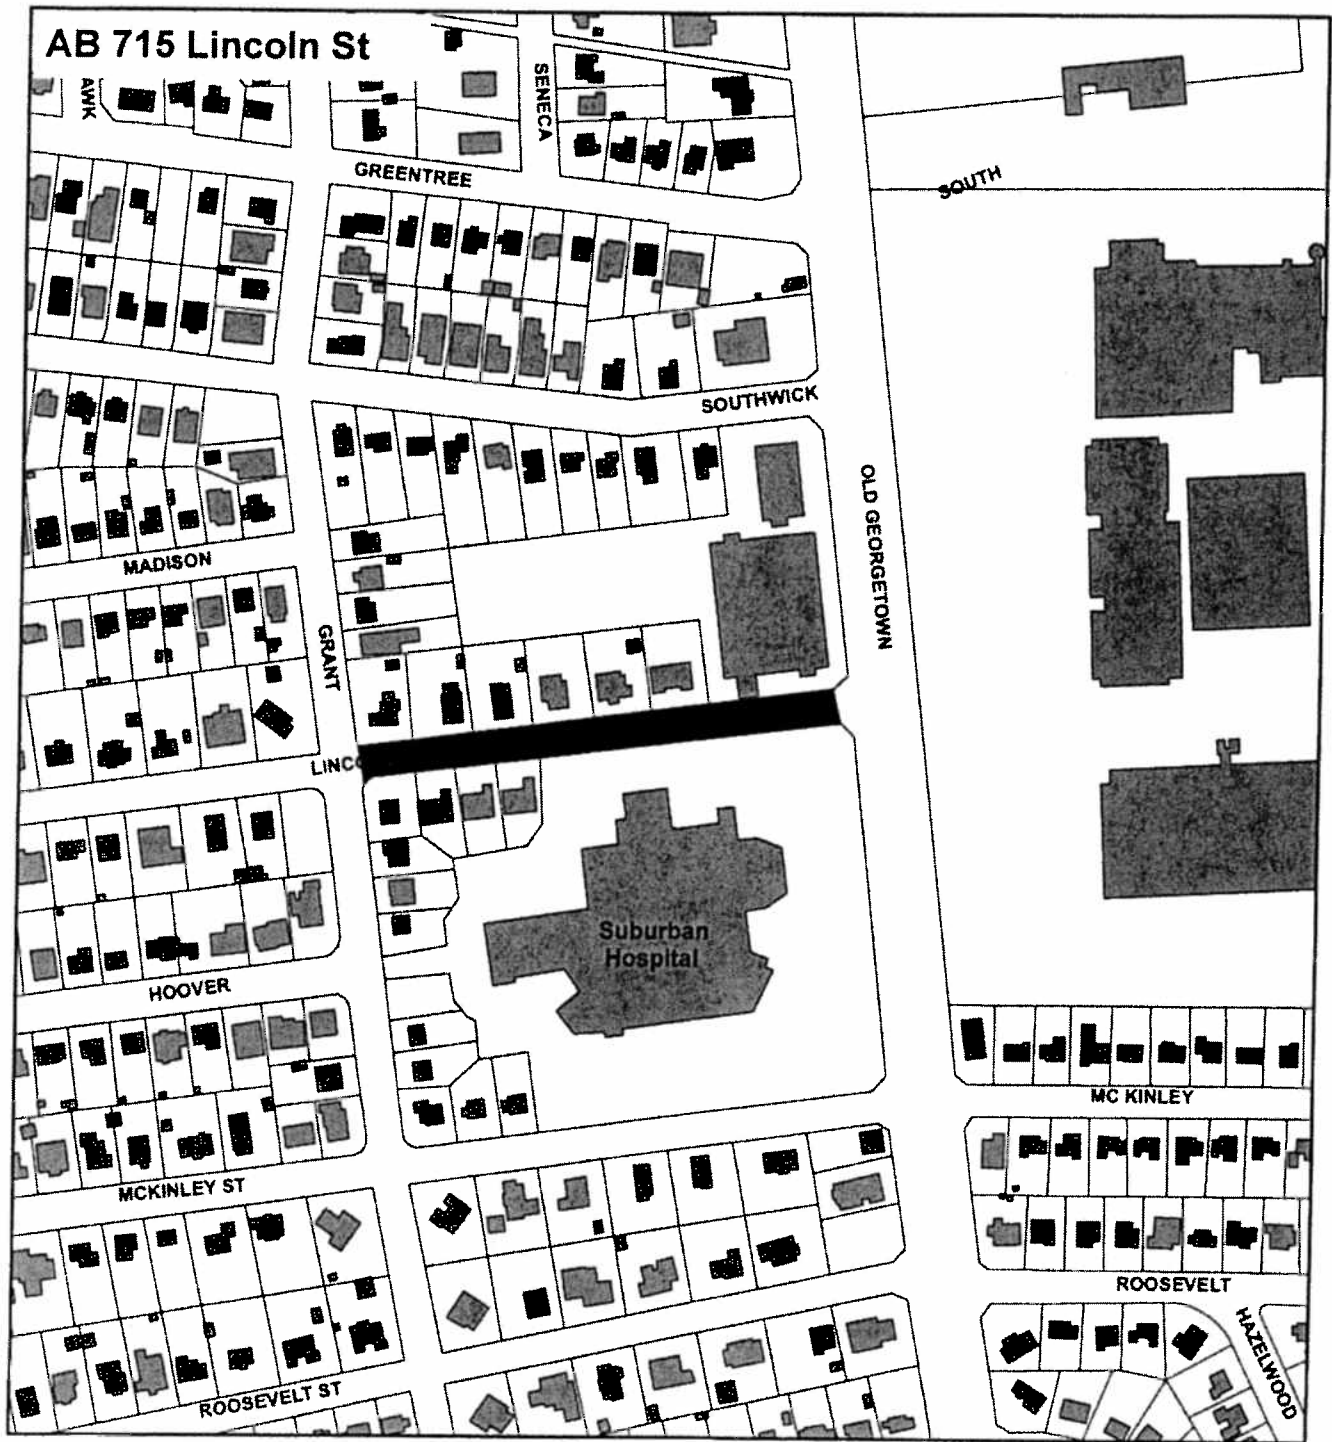 AB 715 Lincoln St
AWK
SENECA
GREENTREE
SOUTH
SOUTHWICK
OLD GEORGETOWN
MADISON
GRANT
LINCO
Suburban
Hospital
HOOVER
MC KINLEY
MCKINLEY ST
ROOSEVELT
HAZELWOOD
ROOSEVELT ST